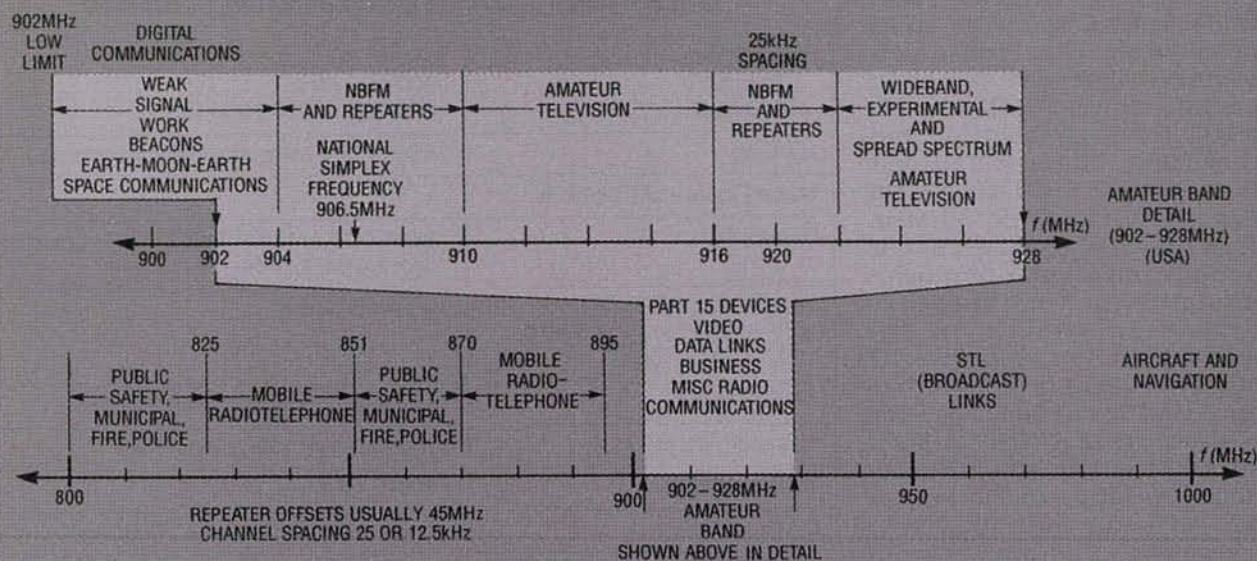 902MHz
LOW
LIMIT
DIGITAL
COMMUNICATIONS
25kHz
SPACING
WEAK
SIGNAL
WORK
BEACONS
EARTH-MOON-EARTH
SPACE COMMUNICATIONS
NBFM
AND REPEATERS
NATIONAL
SIMPLEX
FREQUENCY
906.5MHz
AMATEUR
TELEVISION
NBFM
AND
REPEATERS
WIDEBAND,
EXPERIMENTAL
AND
SPREAD SPECTRUM
AMATEUR
TELEVISION
f (MHz)
AMATEUR BAND
DETAIL
(902–928MHz)
(USA)
900 902 904 910 916 920 928
825 851 870 895
PUBLIC
SAFETY,
MUNICIPAL,
FIRE,POLICE
MOBILE
RADIOTELEPHONE
PUBLIC
SAFETY,
MUNICIPAL,
FIRE,POLICE
MOBILE
RADIO-
TELEPHONE
PART 15 DEVICES
VIDEO
DATA LINKS
BUSINESS
MISC RADIO
COMMUNICATIONS
STL
(BROADCAST)
LINKS
AIRCRAFT AND
NAVIGATION
f (MHz)
800 900 950 1000
REPEATER OFFSETS USUALLY 45MHz
CHANNEL SPACING 25 OR 12.5kHz
902–928MHz
AMATEUR
BAND
SHOWN ABOVE IN DETAIL